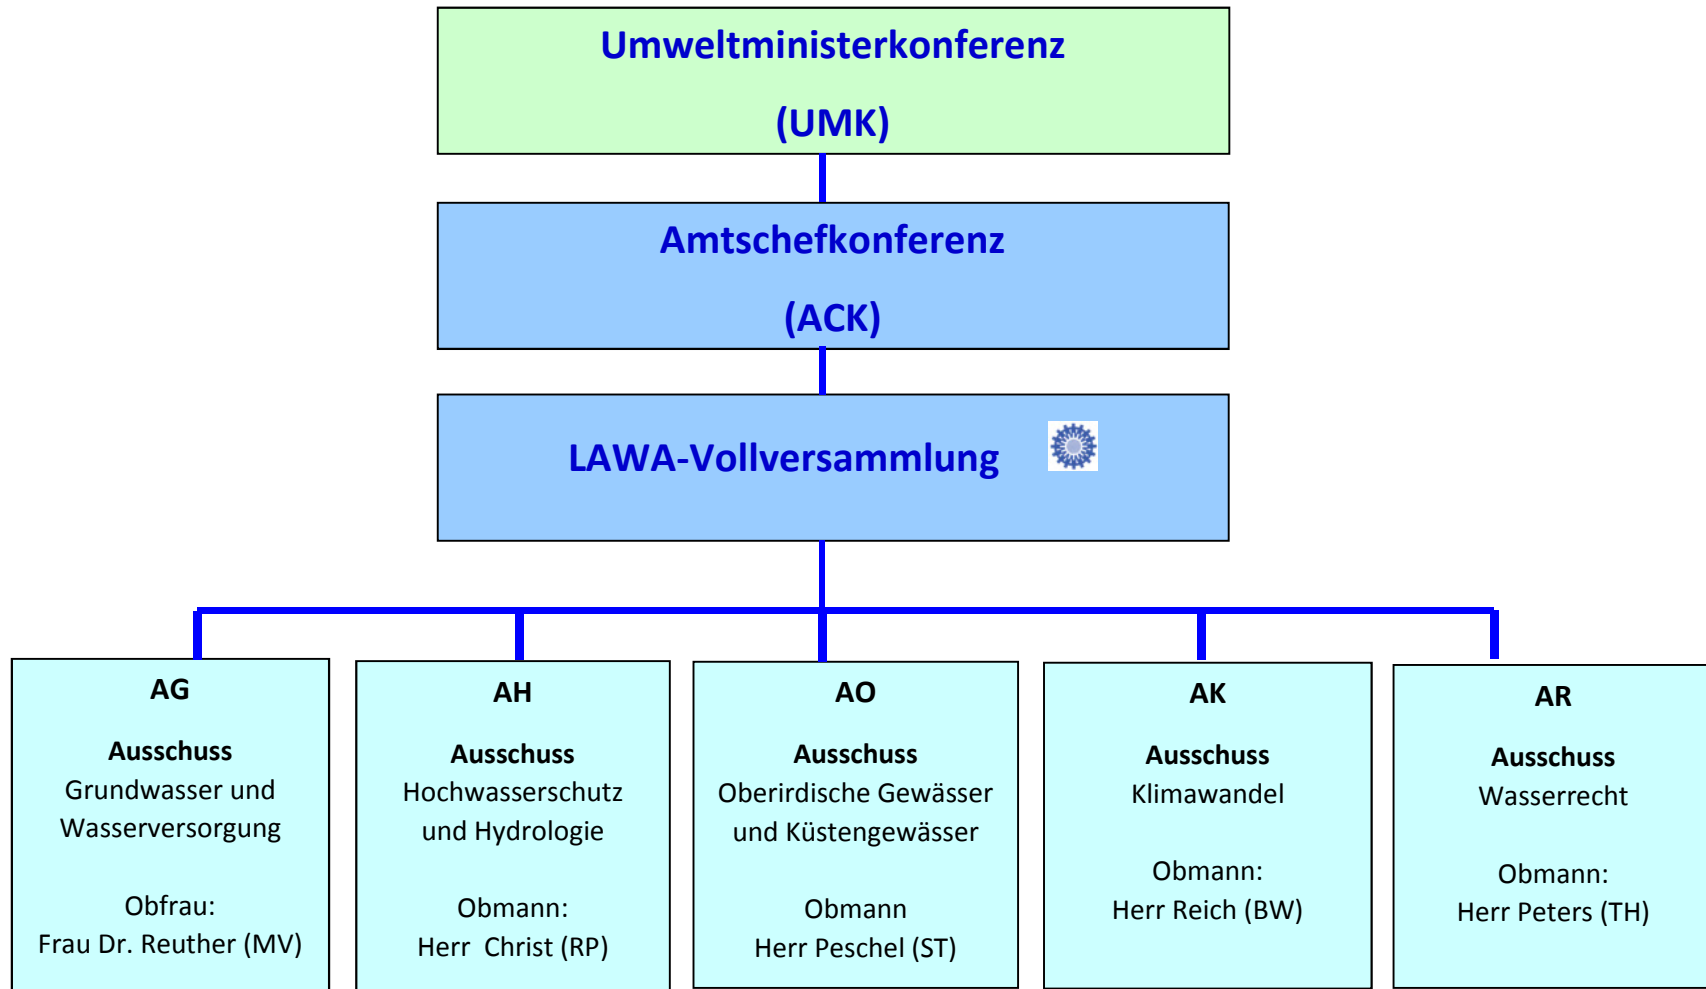 Umweltministerkonferenz
(UMK)
Amtschefkonferenz
(ACK)
LAWA-Vollversammlung
AG
Ausschuss
Grundwasser und
Wasserversorgung
Obfrau:
Frau Dr. Reuther (MV)
AH
Ausschuss
Hochwasserschutz
und Hydrologie
Obmann:
Herr Christ (RP)
AO
Ausschuss
Oberirdische Gewässer
und Küstengewässer
Obmann
Herr Peschel (ST)
AK
Ausschuss
Klimawandel
Obmann:
Herr Reich (BW)
AR
Ausschuss
Wasserrecht
Obmann:
Herr Peters (TH)